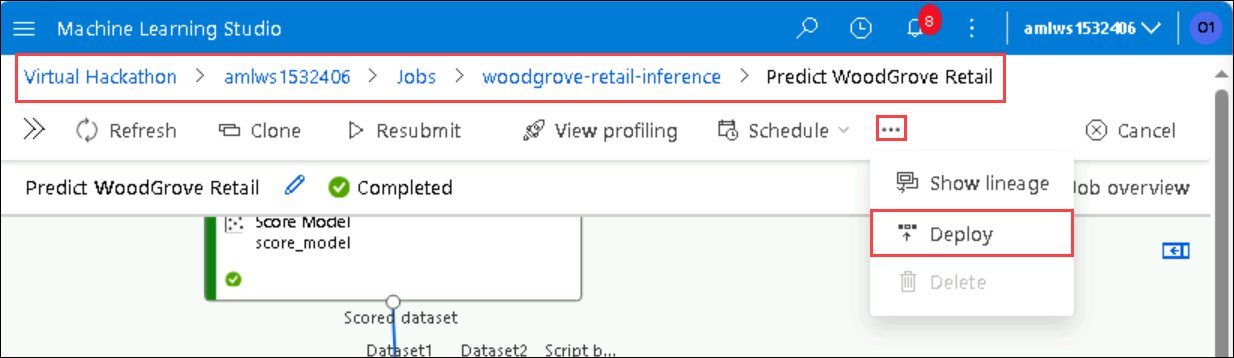 Machine Learning Studio 8 amlws1532406 O1
Virtual Hackathon > amlws1532406 > Jobs > woodgrove-retail-inference > Predict WoodGrove Retail
Refresh Clone Resubmit View profiling Schedule ... Cancel
Predict WoodGrove Retail Completed Show lineage Job overview
Score Model
score_model Deploy
Delete
Scored dataset
Dataset1 Dataset2 Script b...